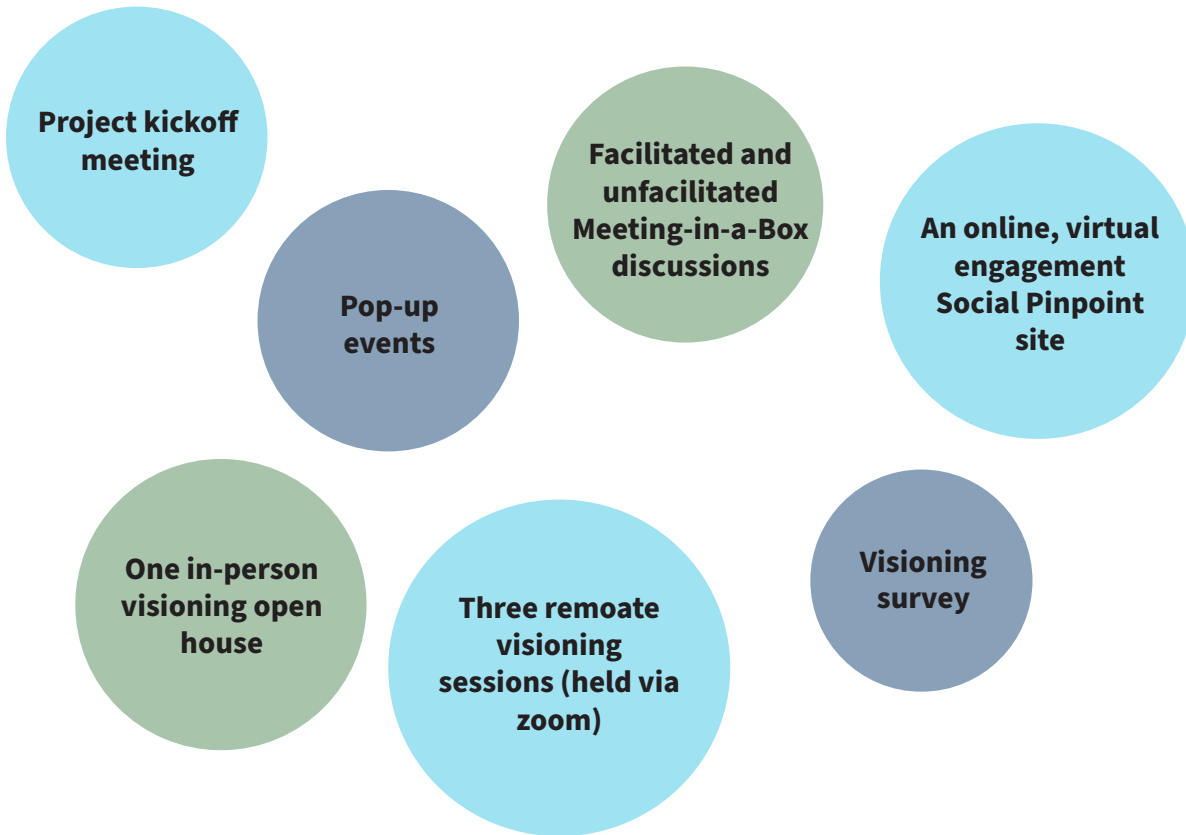 Project kickoff
meeting
Facilitated and
unfacilitated
Meeting-in-a-Box
discussions
An online, virtual
engagement
Social Pinpoint
site
Pop-up
events
One in-person
visioning open
house
Three remoate
visioning
sessions (held via
zoom)
Visioning
survey